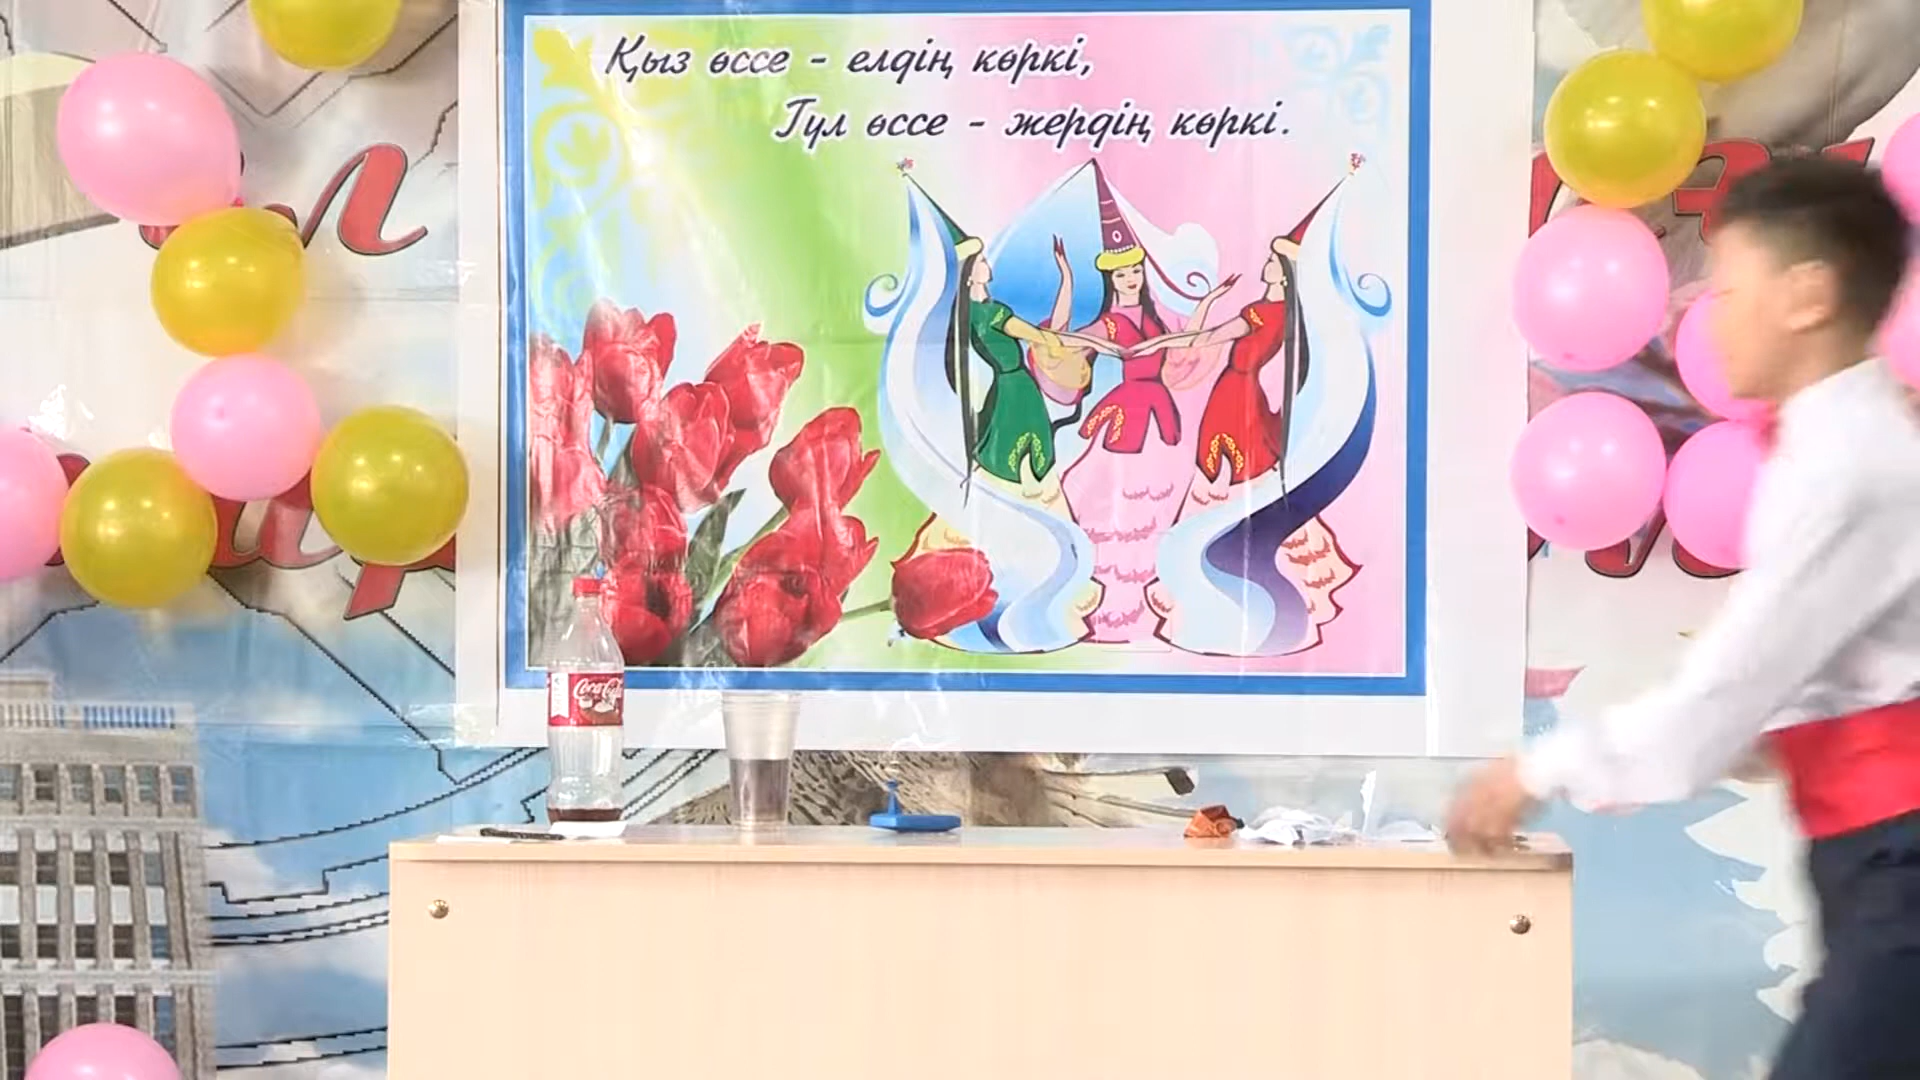 Қыз өссе - елдің көркі,
Гүл өссе - жердің көркі.
Coca-Cola